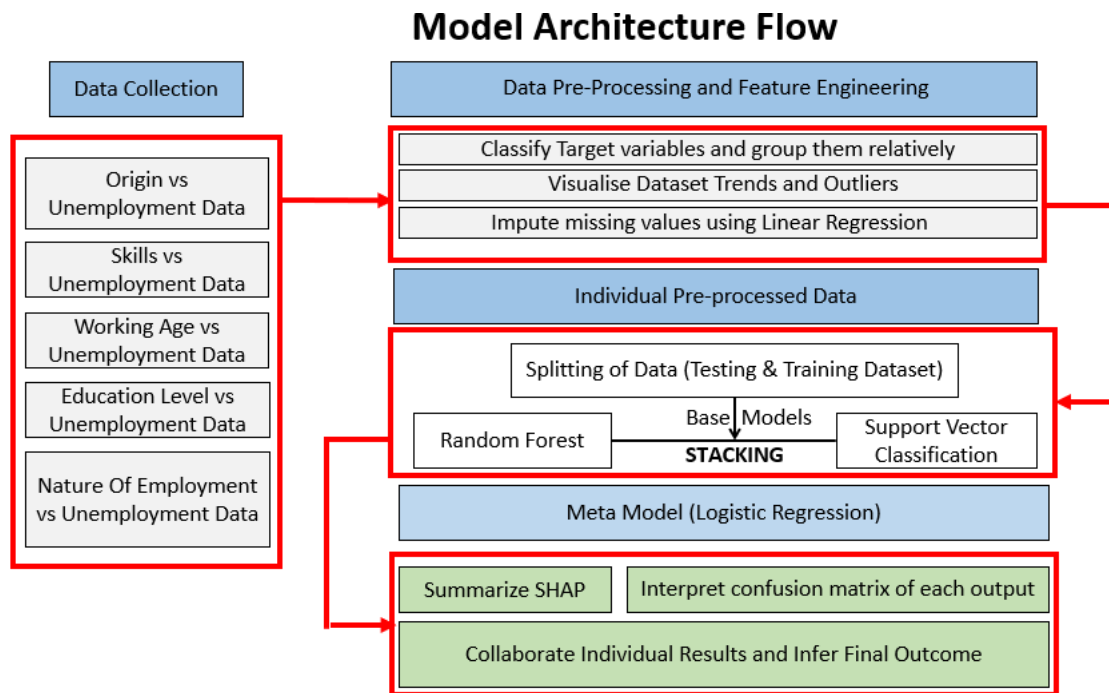 Model Architecture Flow
Data Collection
Origin vs
Unemployment Data
Skills vs
Unemployment Data
Working Age vs
Unemployment Data
Education Level vs
Unemployment Data
Nature Of Employment
vs Unemployment Data
Data Pre-Processing and Feature Engineering
Classify Target variables and group them relatively
Visualise Dataset Trends and Outliers
Impute missing values using Linear Regression
Individual Pre-processed Data
Splitting of Data (Testing & Training Dataset)
Base Models
Random Forest
STACKING
Support Vector
Classification
Meta Model (Logistic Regression)
Summarize SHAP
Interpret confusion matrix of each output
Collaborate Individual Results and Infer Final Outcome